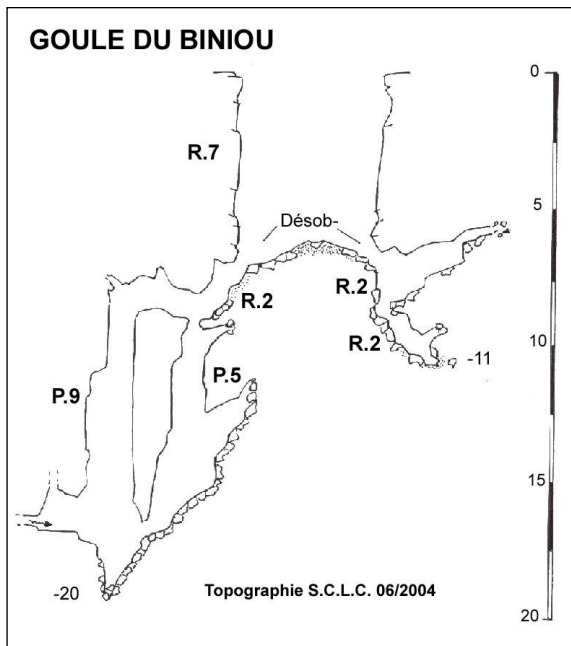 GOULE DU BINIOU
0
R.7
5
Désob-
R.2
R.2
R.2
10
-11
P.5
P.9
15
-20
Topographie S.C.L.C. 06/2004
20